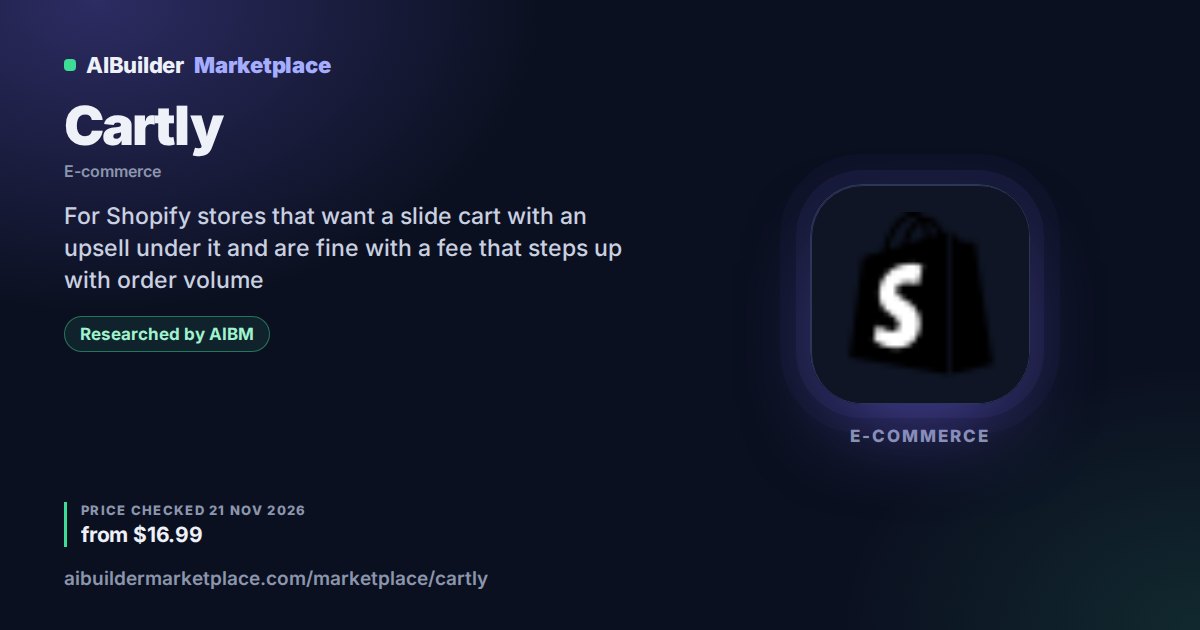 AIBuilder Marketplace
Cartly
E-commerce
For Shopify stores that want a slide cart with an
upsell under it and are fine with a fee that steps up
with order volume
Researched by AIBM
S
E-COMMERCE
PRICE CHECKED 21 NOV 2026
from $16.99
aibuildermarketplace.com/marketplace/cartly